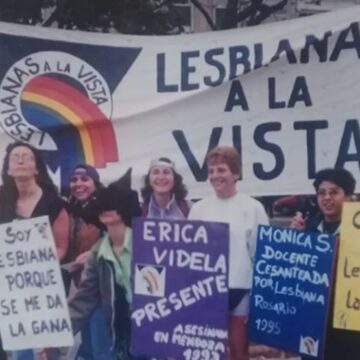 LESBIANAS A LA VISTA
LESBIANA
A LA
VISTA
SOY
LESBIANA
PORQUE
SE ME DA
LA GANA
ERICA
VIDELA
PRESENTE
ASESINADA
EN MENDOZA
MONICA S.
DOCENTE
CESANTEADA
POR LESBIANA
ROSARIO
1995